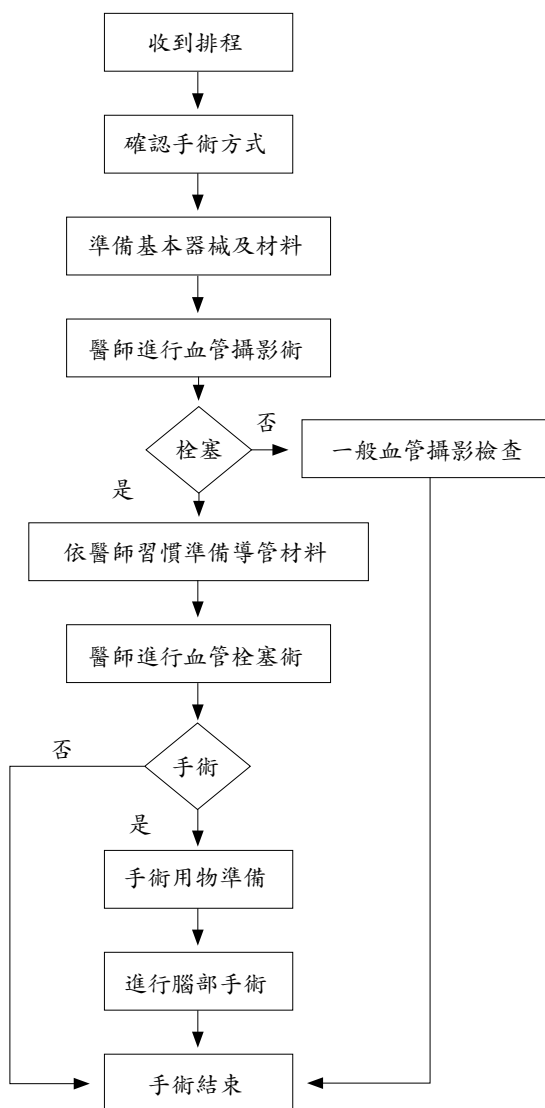 收到排程
確認手術方式
準備基本器械及材料
醫師進行血管攝影術
否
栓塞
一般血管攝影檢查
是
依醫師習慣準備導管材料
醫師進行血管栓塞術
否
手術
是
手術用物準備
進行腦部手術
手術結束